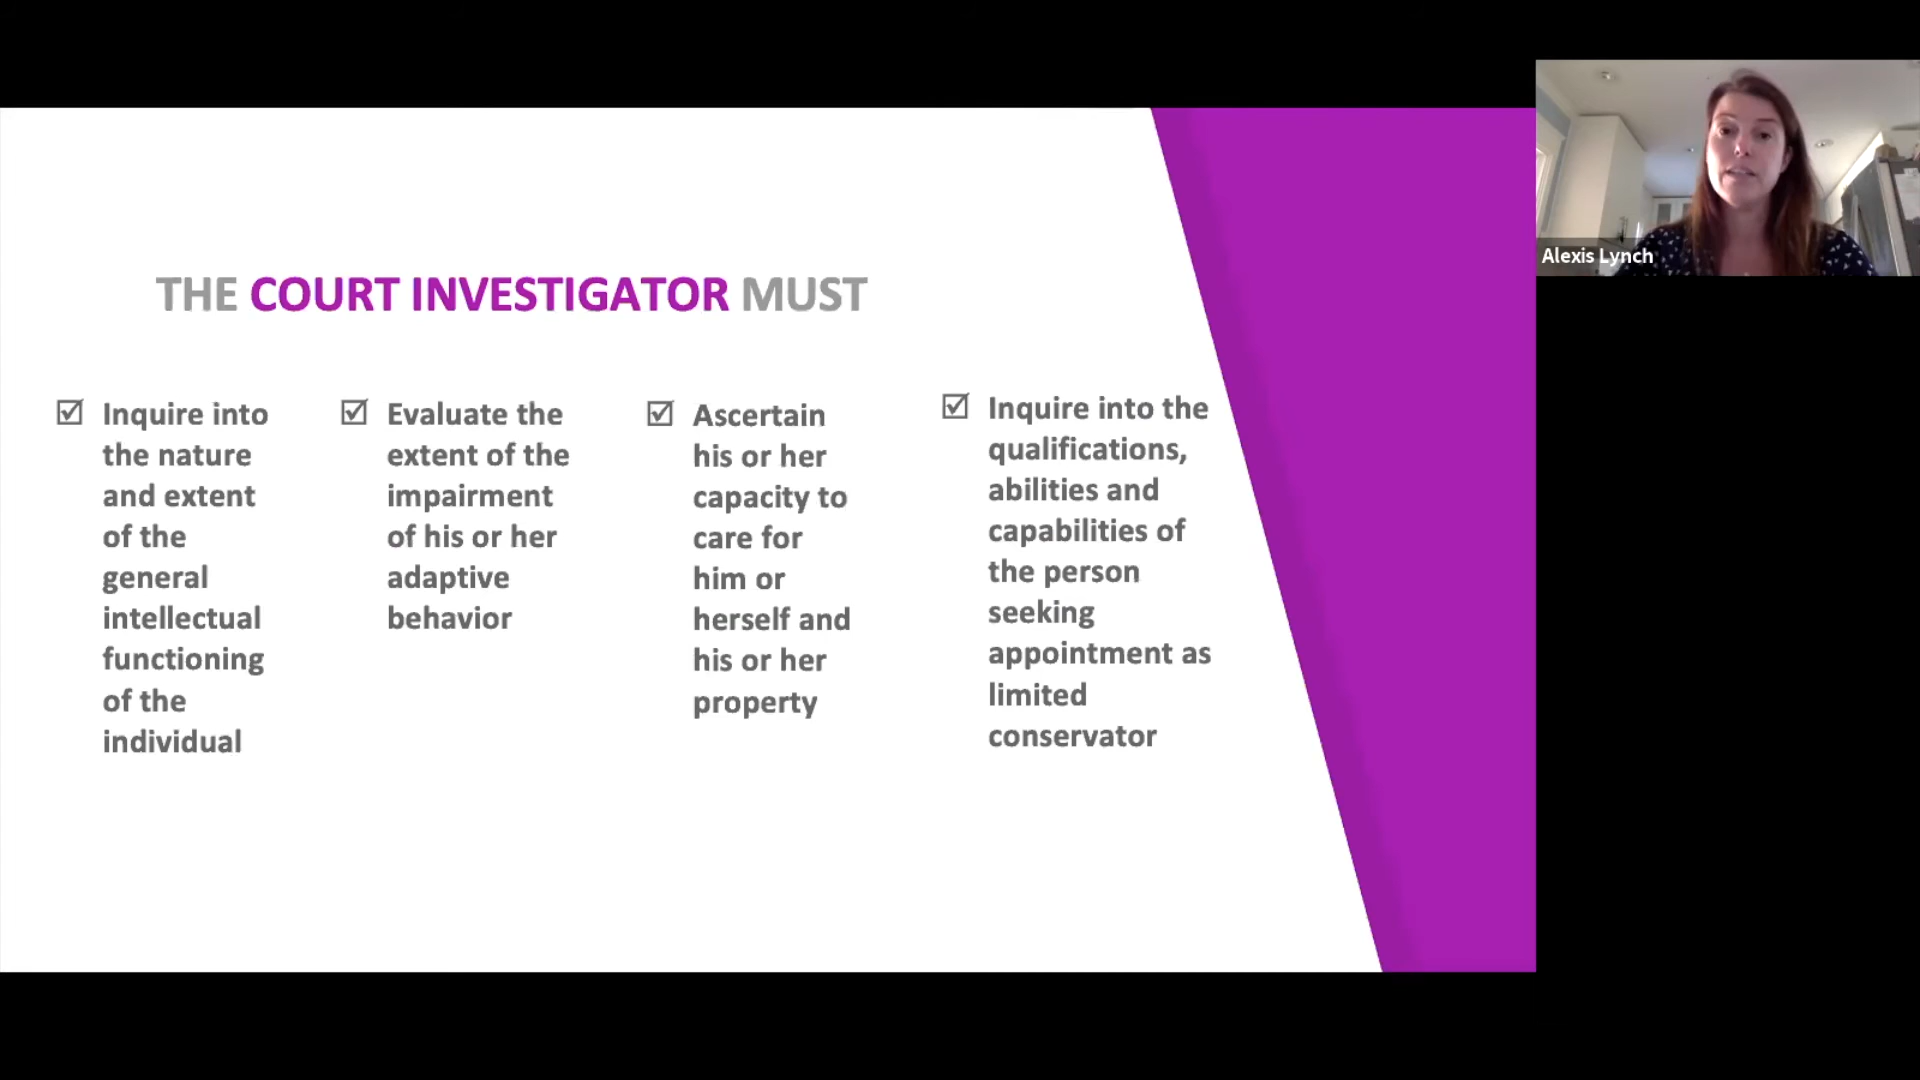 THE COURT INVESTIGATOR MUST
Inquire into
the nature
and extent
of the
general
intellectual
functioning
of the
individual
Evaluate the
extent of the
impairment
of his or her
adaptive
behavior
Ascertain
his or her
capacity to
care for
him or
herself and
his or her
property
Inquire into the
qualifications,
abilities and
capabilities of
the person
seeking
appointment as
limited
conservator
Alexis Lynch